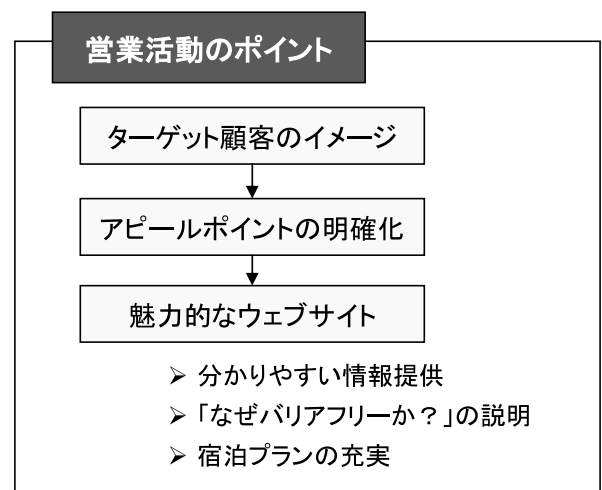 営業活動のポイント
ターゲット顧客のイメージ
アピールポイントの明確化
魅力的なウェブサイト
➢ 分かりやすい情報提供
➢ 「なぜバリアフリーか？」の説明
➢ 宿泊プランの充実